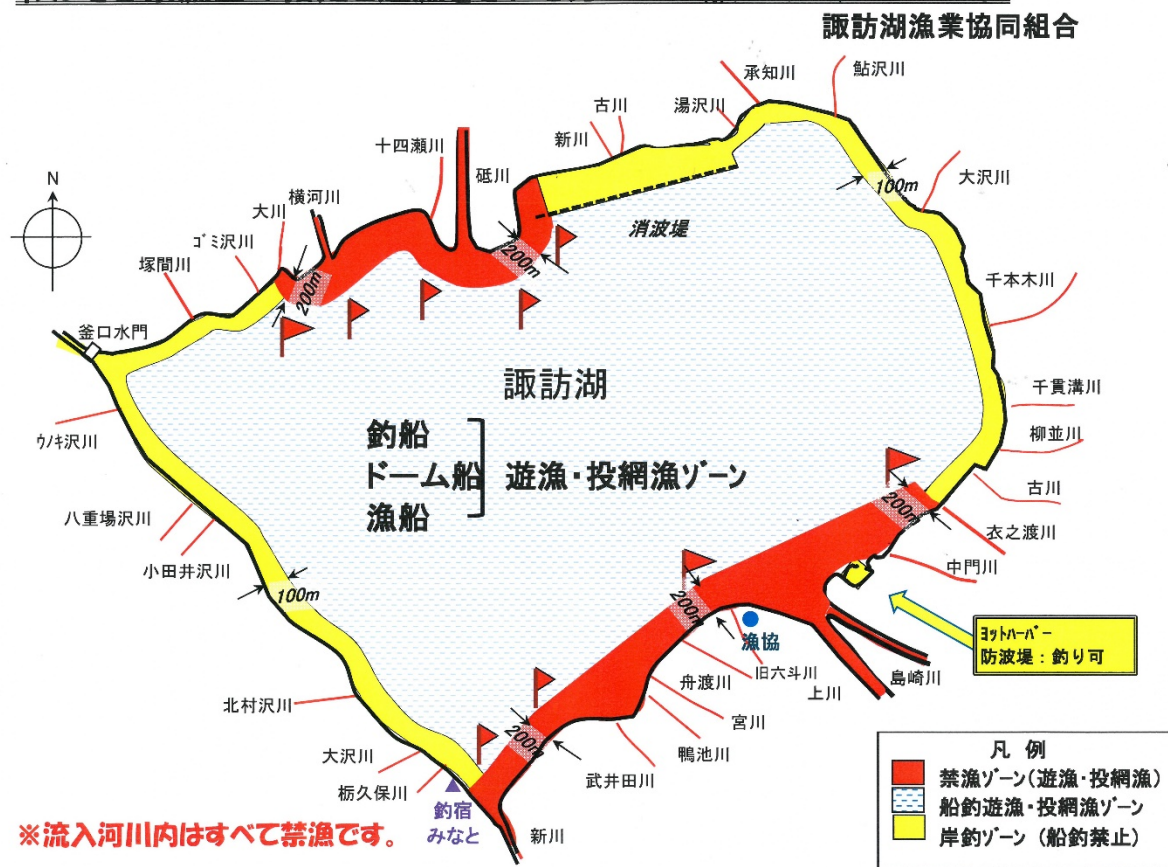 諏訪湖漁業協同組合
承知川
鮎沢川
古川
湯沢川
新川
十四瀬川
砥川
大沢川
100m
N
横河川
大川
ゴミ沢川
塚間川
200m
200m
消波堤
千本木川
釜口水門
諏訪湖
千貫溝川
ウノキ沢川
釣船
ドーム船
漁船
遊漁・投網漁ゾーン
柳並川
古川
八重場沢川
200m
衣之渡川
小田井沢川
中門川
100m
200m
漁協
ヨットハーバー
防波堤：釣り可
旧六斗川
島崎川
舟渡川
上川
北村沢川
宮川
鴨池川
200m
大沢川
武井田川
栃久保川
釣宿
みなと
新川
※流入河川内はすべて禁漁です。
凡 例
禁漁ゾーン(遊漁・投網漁)
船釣遊漁・投網漁ゾーン
岸釣ゾーン (船釣禁止)